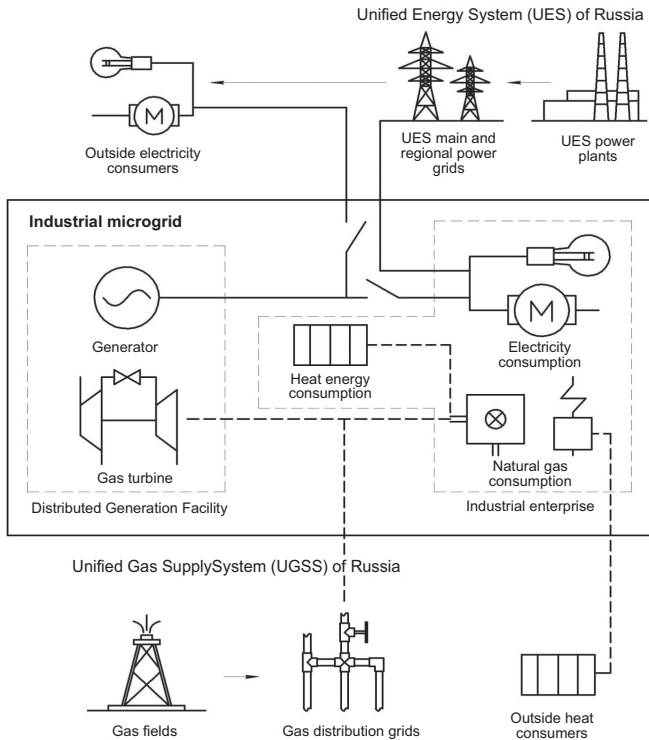 Unified Energy System (UES) of Russia
M
Outside electricity
consumers
UES main and
regional power
grids
UES power
plants
Industrial microgrid
Generator
M
Electricity
consumption
Heat energy
consumption
Gas turbine
Natural gas
consumption
Distributed Generation Facility
Industrial enterprise
Unified Gas SupplySystem (UGSS) of Russia
Gas fields
Gas distribution grids
Outside heat
consumers